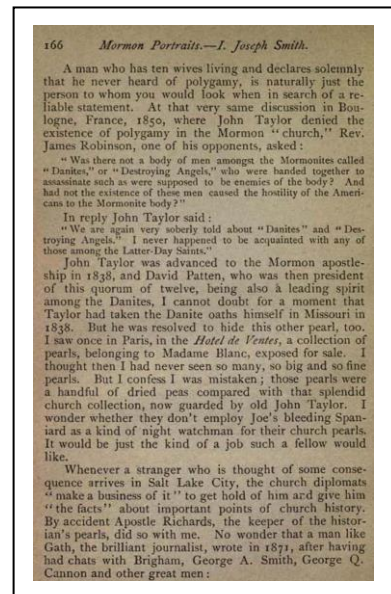 166 Mormon Portraits.—I. Joseph Smith.
A man who has ten wives living and declares solemnly
that he never heard of polygamy, is naturally just the
person to whom you would look when in search of a re-
liable statement. At that very same discussion in Bou-
logne, France, 1850, where John Taylor denied the
existence of polygamy in the Mormon "church," Rev.
James Robinson, one of his opponents, asked:
"Was there not a body of men amongst the Mormonites called
"Danites," or "Destroying Angels," who were banded together to
assassinate such as were supposed to be enemies of the body? And
had not the existence of these men caused the hostility of the Ameri-
cans to the Mormonite body?"
In reply John Taylor said:
"We are again very soberly told about "Danites" and "Des-
troying Angels." I never happened to be acquainted with any of
those among the Latter-Day Saints."
John Taylor was advanced to the Mormon apostle-
ship in 1838, and David Patten, who was then president
of this quorum of twelve, being also a leading spirit
among the Danites, I cannot doubt for a moment that
Taylor had taken the Danite oaths himself in Missouri in
1838. But he was resolved to hide this other pearl, too.
I saw once in Paris, in the Hotel de Ventes, a collection of
pearls, belonging to Madame Blanc, exposed for sale. I
thought then I had never seen so many, so big and so fine
pearls. But I confess I was mistaken; those pearls were
a handful of dried peas compared with that splendid
church collection, now guarded by old John Taylor. I
wonder whether they don't employ Joe's bleeding Span-
iard as a kind of night watchman for their church pearls.
It would be just the kind of a job such a fellow would
like.
Whenever a stranger who is thought of some conse-
quence arrives in Salt Lake City, the church diplomats
"make a business of it" to get hold of him and give him
"the facts" about important points of church history.
By accident Apostle Richards, the keeper of the histor-
ian's pearls, did so with me. No wonder that a man like
Gath, the brilliant journalist, wrote in 1871, after having
had chats with Brigham, George A. Smith, George Q.
Cannon and other great men: